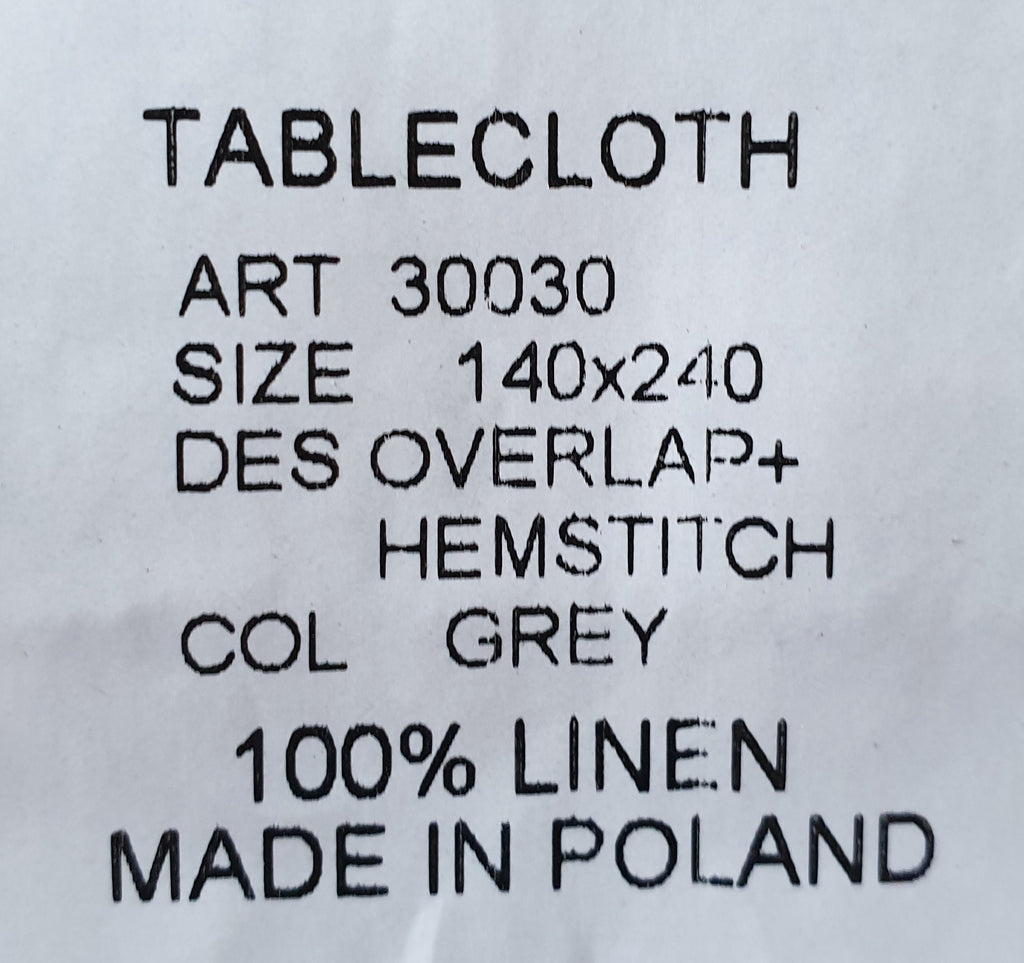 TABLECLOTH
ART 30030
SIZE 140x240
DES OVERLAP+
HEMSTITCH
COL GREY
100% LINEN
MADE IN POLAND